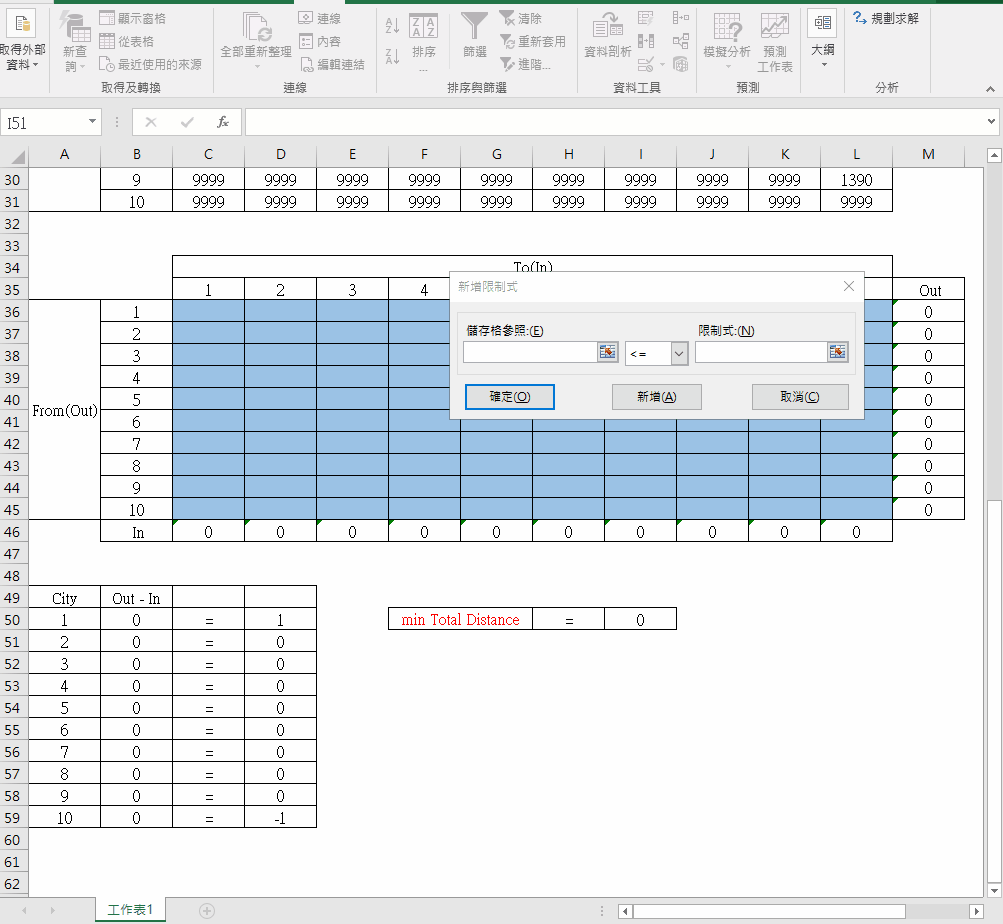 取得外部
資料
新查
詢
顯示窗格
從表格
最近使用的來源
取得及轉換
全部重新整理
連線
內容
編輯連結
連線
A
Z
Z
A
Z A
A Z
排序
...
篩選
清除
重新套用
進階...
排序與篩選
資料剖析
資料工具
模擬分析
預測
工作表
預測
大綱
規劃求解
分析
I51
fx
A B C D E F G H I J K L M
30 9 9999 9999 9999 9999 9999 9999 9999 9999 9999 1390
31 10 9999 9999 9999 9999 9999 9999 9999 9999 9999 9999
32
33
34 To(In)
35 1 2 3 4 Out
36 1 0
37 2 0
38 3 0
39 4 0
40 5 0
From(Out)
41 6 0
42 7 0
43 8 0
44 9 0
45 10 0
46 In 0 0 0 0 0 0 0 0 0 0
47
48
49 City Out - In
50 1 0 = 1 min Total Distance = 0
51 2 0 = 0
52 3 0 = 0
53 4 0 = 0
54 5 0 = 0
55 6 0 = 0
56 7 0 = 0
57 8 0 = 0
58 9 0 = 0
59 10 0 = -1
60
61
62
新增限制式
儲存格參照:(E) 限制式:(N)
<=
確定(O) 新增(A) 取消(C)
工作表1